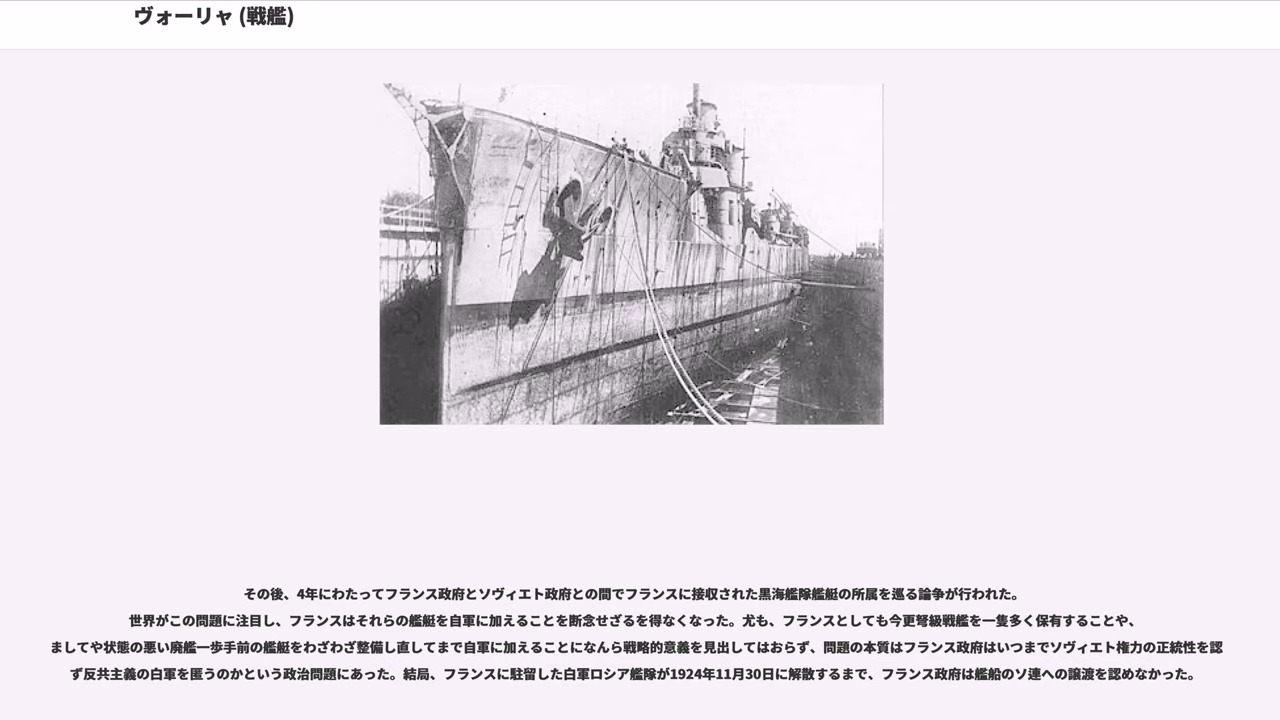 ヴォーリャ (戦艦)
その後、4年にわたってフランス政府とソヴィエト政府との間でフランスに接収された黒海艦隊艦艇の所属を巡る論争が行われた。
世界がこの問題に注目し、フランスはそれらの艦艇を自軍に加えることを断念せざるを得なくなった。尤も、フランスとしても今更弩級戦艦を一隻多く保有することや、
ましてや状態の悪い廃艦一歩手前の艦艇をわざわざ整備し直してまで自軍に加えることになんら戦略的意義を見出してはおらず、問題の本質はフランス政府はいつまでソヴィエト権力の正統性を認
ず反共主義の白軍を匿うのかという政治問題にあった。結局、フランスに駐留した白軍ロシア艦隊が1924年11月30日に解散するまで、フランス政府は艦船のソ連への譲渡を認めなかった。